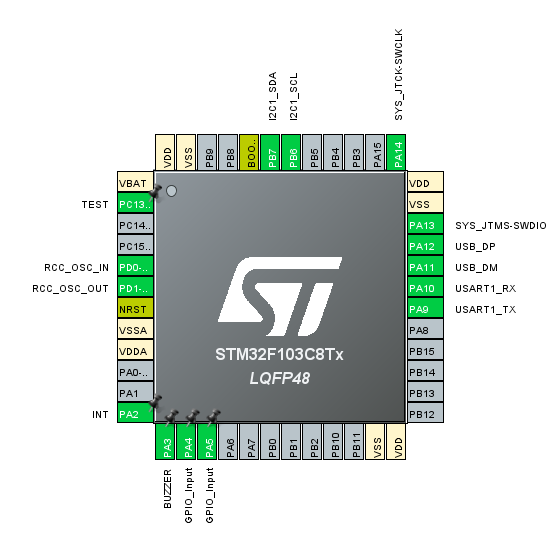 I2C1_SDA
I2C1_SCL
SYS_JTCK-SWCLK
VDD
VSS
PB9
PB8
BOO..
PB7
PB6
PB5
PB4
PB3
PA15
PA14
VBAT
TEST PC13..
PC14..
PC15..
RCC_OSC_IN PD0-..
RCC_OSC_OUT PD1-..
NRST
VSSA
VDDA
PA0-..
PA1
INT PA2
ST
STM32F103C8Tx
LQFP48
VDD
VSS
PA13 SYS_JTMS-SWDIO
PA12 USB_DP
PA11 USB_DM
PA10 USART1_RX
PA9 USART1_TX
PA8
PB15
PB14
PB13
PB12
PA3
PA4
PA5
PA6
PA7
PB0
PB1
PB2
PB10
PB11
VSS
VDD
BUZZER
GPIO_Input
GPIO_Input